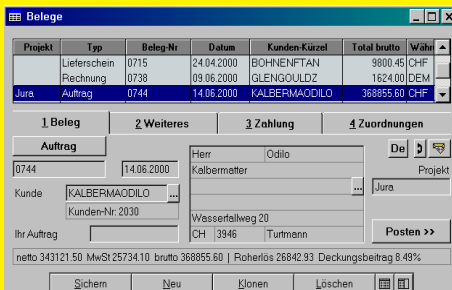 Belege
Projekt Typ Beleg-Nr Datum Kunden-Kürzel Total brutto Währ
Lieferschein 0715 24.04.2000 BOHNENFTAN 9800.45 CHF
Rechnung 0738 09.06.2000 GLENGOULDZ 1624.00 DEM
Jura Auftrag 0744 14.06.2000 KALBERMAODILO 368855.60 CHF
1 Beleg 2 Weiteres 3 Zahlung 4 Zuordnungen
Auftrag Herr Odilo De
0744 14.06.2000 Kalbermatter Projekt
Kunde KALBERMAODILO ... ... Jura
Kunden-Nr: 2030 Wasserfallweg 20
Ihr Auftrag CH 3946 Turtmann Posten >>
netto 343121.50 MwSt 25734.10 brutto 368855.60 | Roherlös 26842.93 Deckungsbeitrag 8.49%
Sichern Neu Klonen Löschen